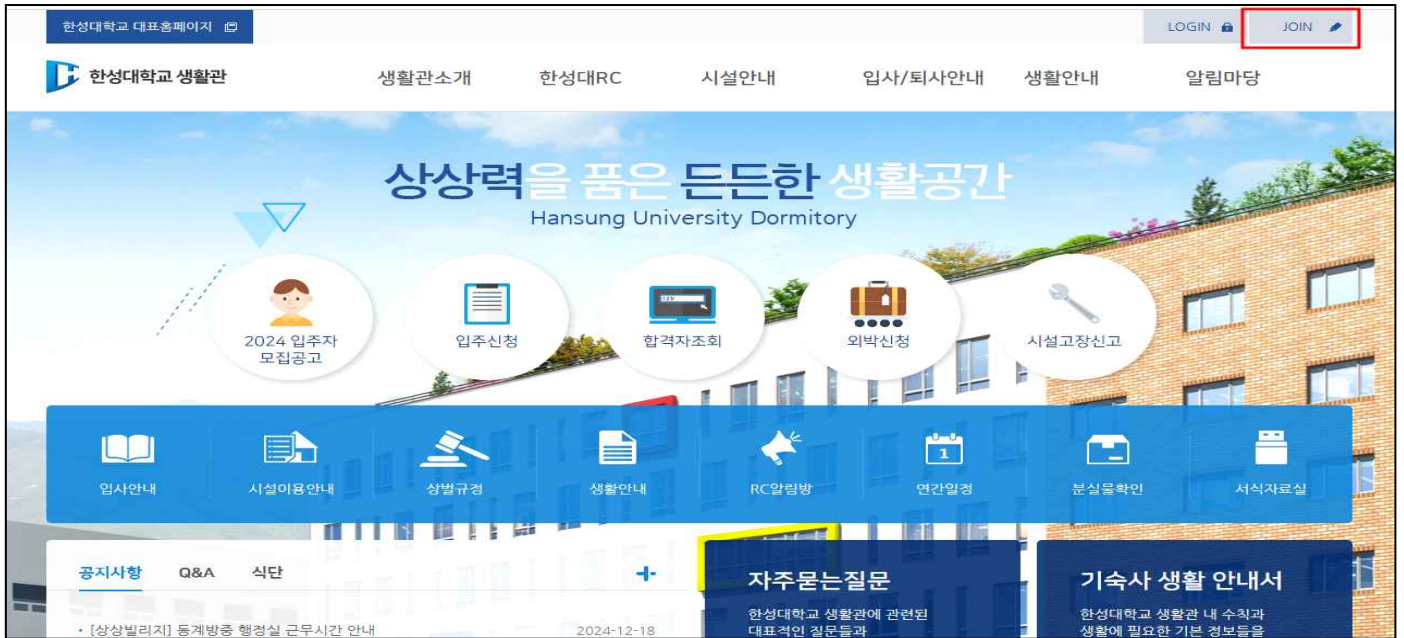 한성대학교 대표홈페이지
LOGIN
JOIN
한성대학교 생활관
생활관소개
한성대RC
시설안내
입사/퇴사안내
생활안내
알림마당
상상력을 품은 든든한 생활공간
Hansung University Dormitory
2024 입주자
모집공고
입주신청
합격자조회
외박신청
시설고장신고
입사안내
시설이용안내
상벌규정
생활안내
RC알림방
1
연간일정
분실물확인
서식자료실
공지사항
Q&A
식단
[상상빌리지] 동계방중 행정실 근무시간 안내
2024-12-18
자주묻는질문
한성대학교 생활관에 관련된
대표적인 질문들과
기숙사 생활 안내서
한성대학교 생활관 내 수칙과
생활에 필요한 기본 정보들을